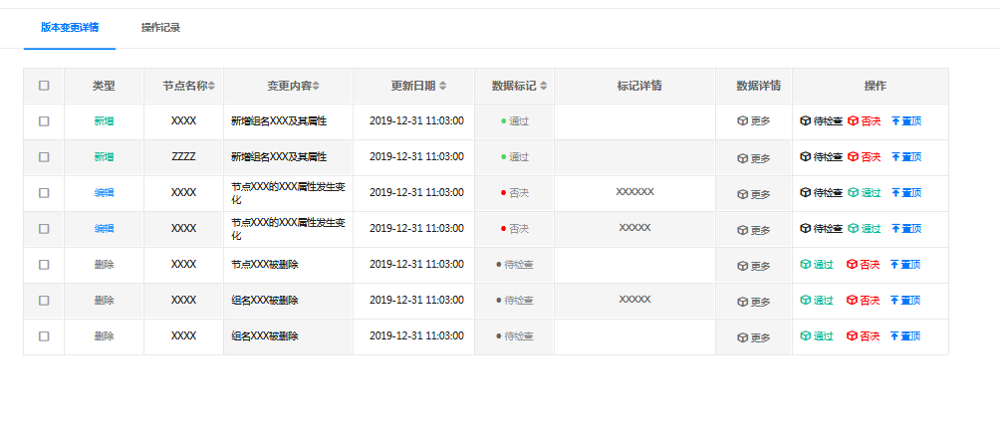 版本变更详情 操作记录
类型 节点名称 变更内容 更新日期 数据标记 标记详情 数据详情 操作
新增 XXXX 新增组名XXX及其属性 2019-12-31 11:03:00 通过 更多 待检查 否决 置顶
新增 ZZZZ 新增组名XXX及其属性 2019-12-31 11:03:00 通过 更多 待检查 否决 置顶
编辑 XXXX 节点XXX的XXX属性发生变
化 2019-12-31 11:03:00 否决 XXXXXX 更多 待检查 通过 置顶
编辑 XXXX 节点XXX的XXX属性发生变
化 2019-12-31 11:03:00 否决 XXXXX 更多 待检查 通过 置顶
删除 XXXX 节点XXX被删除 2019-12-31 11:03:00 待检查 更多 通过 否决 置顶
删除 XXXX 组名XXX被删除 2019-12-31 11:03:00 待检查 XXXXX 更多 通过 否决 置顶
删除 XXXX 组名XXX被删除 2019-12-31 11:03:00 待检查 更多 通过 否决 置顶